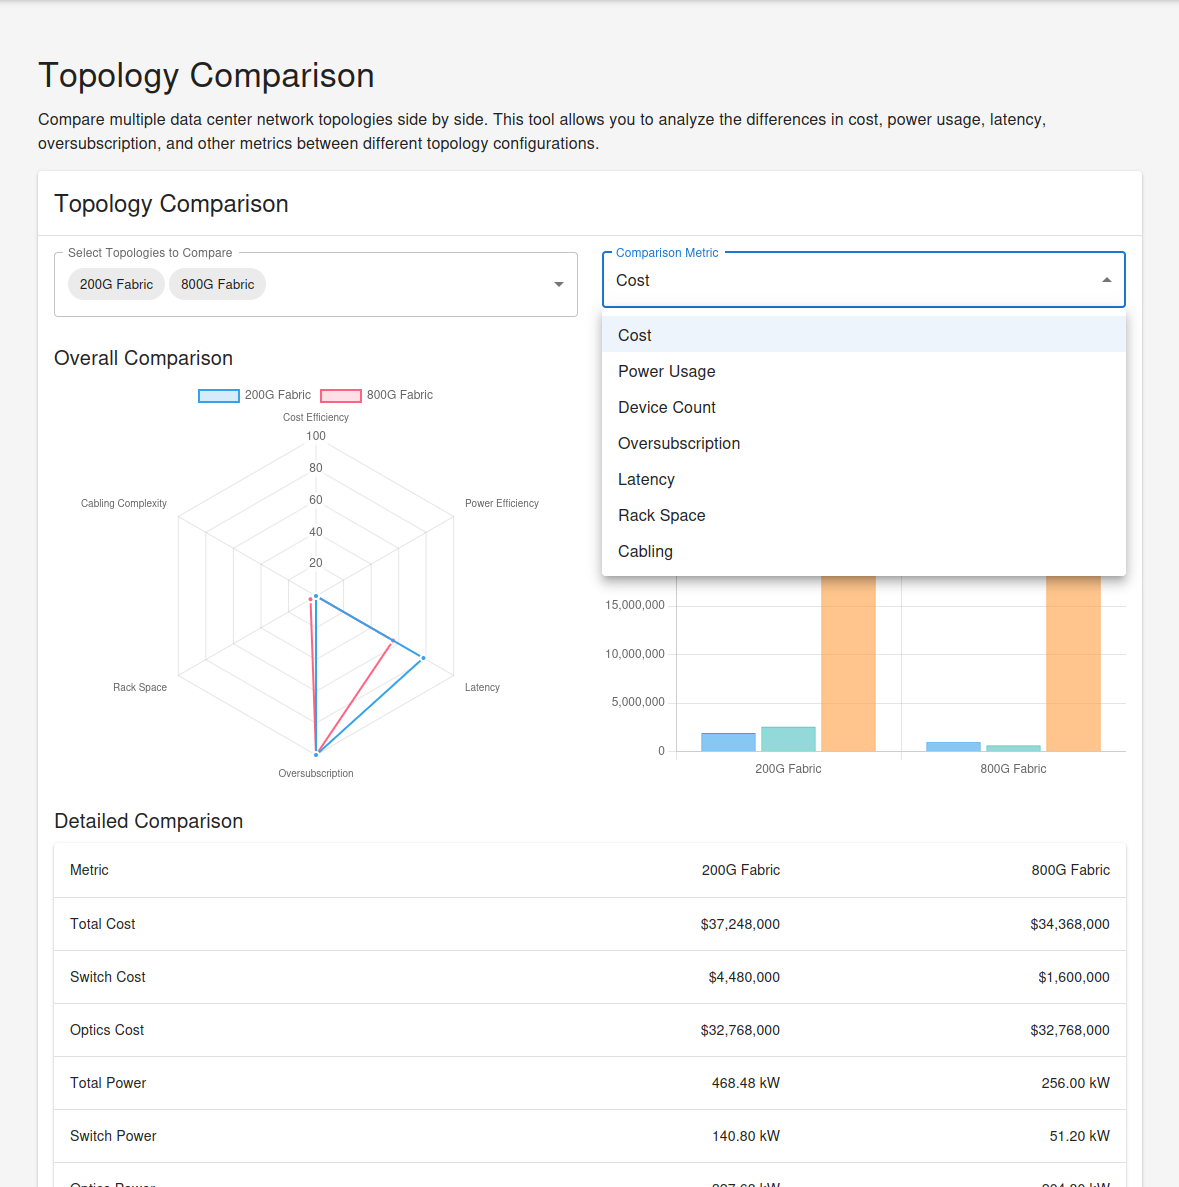 Topology Comparison
Compare multiple data center network topologies side by side. This tool allows you to analyze the differences in cost, power usage, latency,
oversubscription, and other metrics between different topology configurations.
Topology Comparison
Select Topologies to Compare
200G Fabric 800G Fabric
Comparison Metric
Cost
Cost
Power Usage
Device Count
Oversubscription
Latency
Rack Space
Cabling
Overall Comparison
200G Fabric 800G Fabric
Cost Efficiency
100
80
60
40
20
Cabling Complexity
Power Efficiency
Rack Space
Latency
Oversubscription
15,000,000
10,000,000
5,000,000
0
200G Fabric 800G Fabric
Detailed Comparison
Metric 200G Fabric 800G Fabric
Total Cost $37,248,000 $34,368,000
Switch Cost $4,480,000 $1,600,000
Optics Cost $32,768,000 $32,768,000
Total Power 468.48 kW 256.00 kW
Switch Power 140.80 kW 51.20 kW